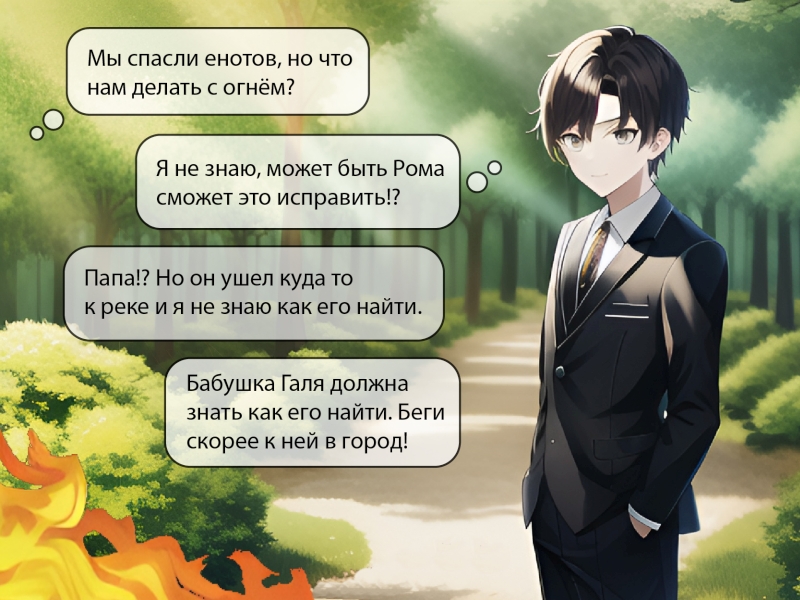 Мы спасли енотов, но что
нам делать с огнём?
Я не знаю, может быть Рома
сможет это исправить!?
Папа!? Но он ушел куда то
к реке и я не знаю как его найти.
Бабушка Галя должна
знать как его найти. Беги
скорее к ней в город!